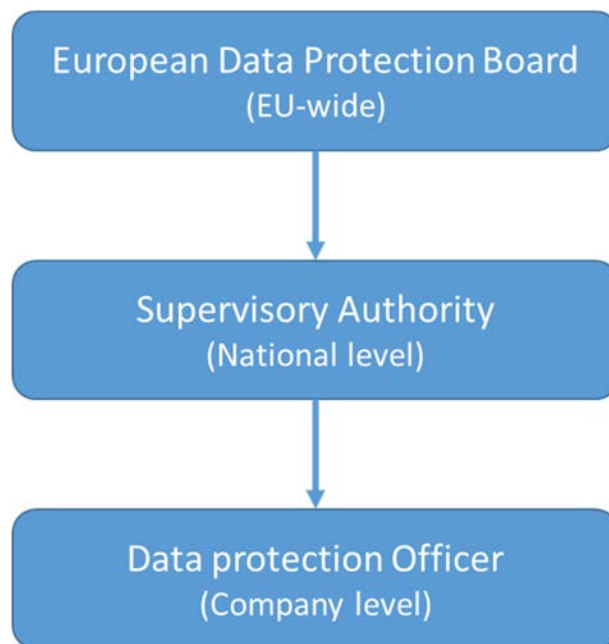 European Data Protection Board
(EU-wide)
Supervisory Authority
(National level)
Data protection Officer
(Company level)